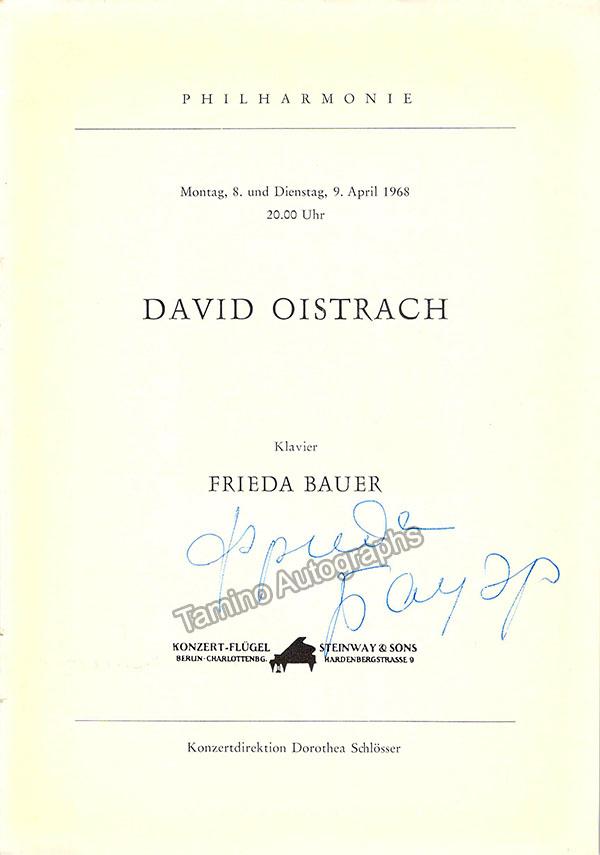 PHILHARMONIE
Montag, 8. und Dienstag, 9. April 1968
20.00 Uhr
DAVID OISTRACH
Klavier
FRIEDA BAUER
Фрида
Tamino Autographs
Бауэр
KONZERT-FLÜGEL STEINWAY & SONS
BERLIN-CHARLOTTENBG. HARDENBERGSTRASSE 9
Konzertdirektion Dorothea Schlösser